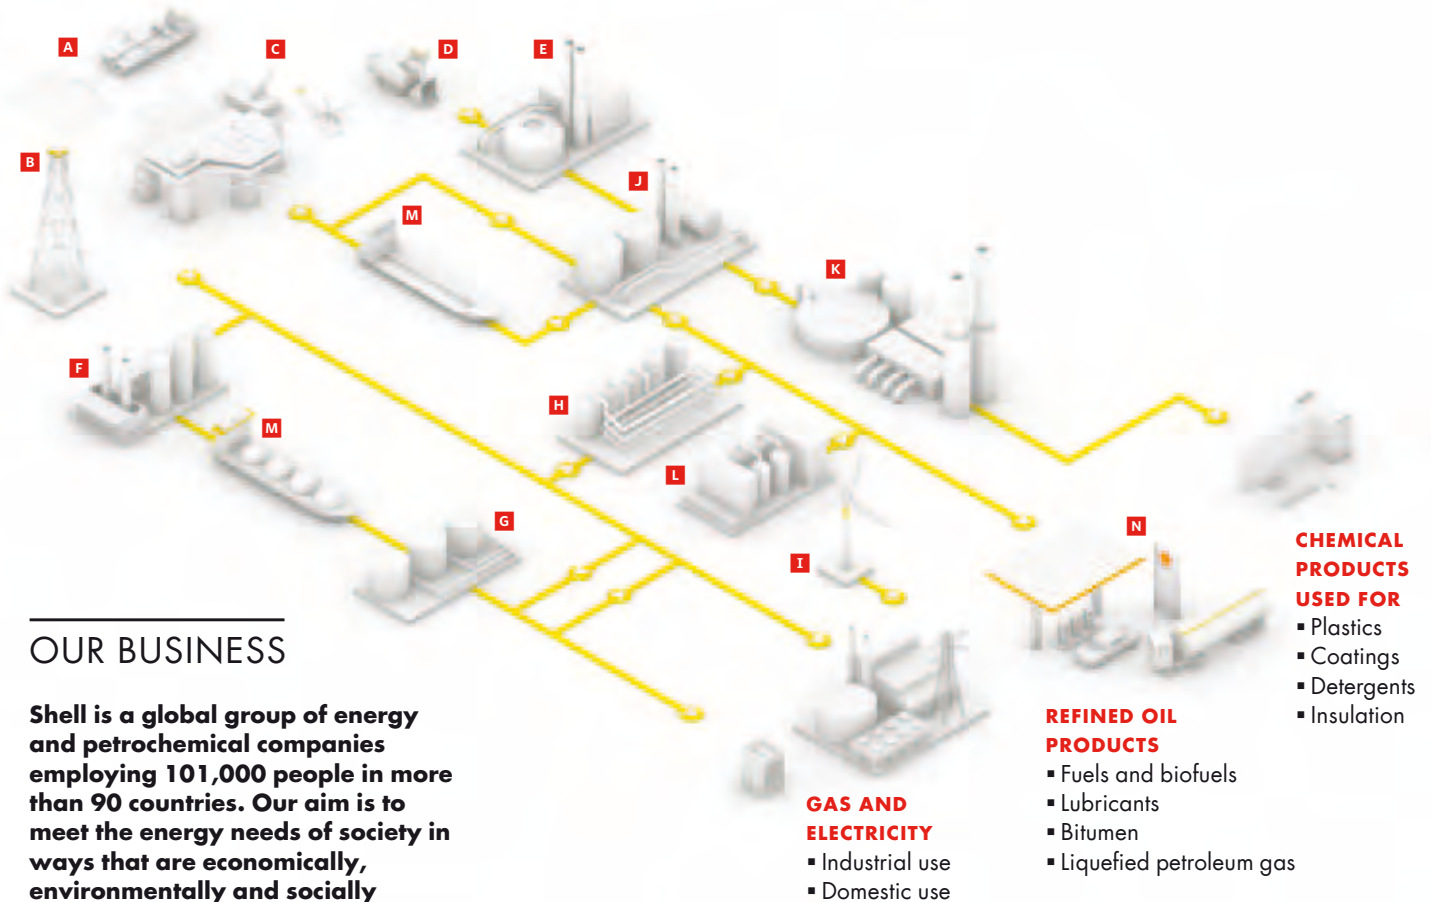 A
C
D
E
B
J
M
K
F
H
M
L
G
I
N
OUR BUSINESS
Shell is a global group of energy
and petrochemical companies
employing 101,000 people in more
than 90 countries. Our aim is to
meet the energy needs of society in
ways that are economically,
environmentally and socially
GAS AND
ELECTRICITY
▪ Industrial use
▪ Domestic use
REFINED OIL
PRODUCTS
▪ Fuels and biofuels
▪ Lubricants
▪ Bitumen
▪ Liquefied petroleum gas
CHEMICAL
PRODUCTS
USED FOR
▪ Plastics
▪ Coatings
▪ Detergents
▪ Insulation